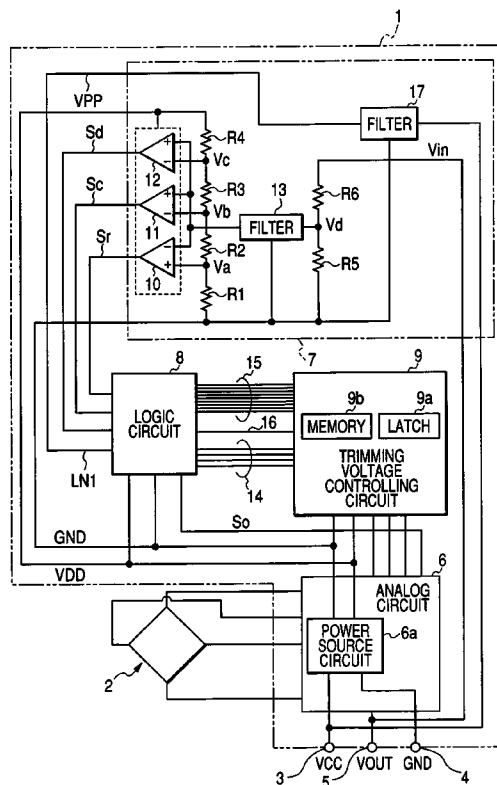 1
VPP
17
FILTER
Vin
Sd
R4
+
−
Vc
12
Sc
R3
13
R6
+
−
Vb
FILTER
Vd
11
Sr
R2
−
+
Va
R5
10
R1
7
8
15
9
LOGIC CIRCUIT
9b
9a
MEMORY
LATCH
16
TRIMMING VOLTAGE CONTROLLING CIRCUIT
LN1
14
So
GND
6
VDD
ANALOG CIRCUIT
POWER SOURCE CIRCUIT
6a
2
3
VCC
5
VOUT
GND
4